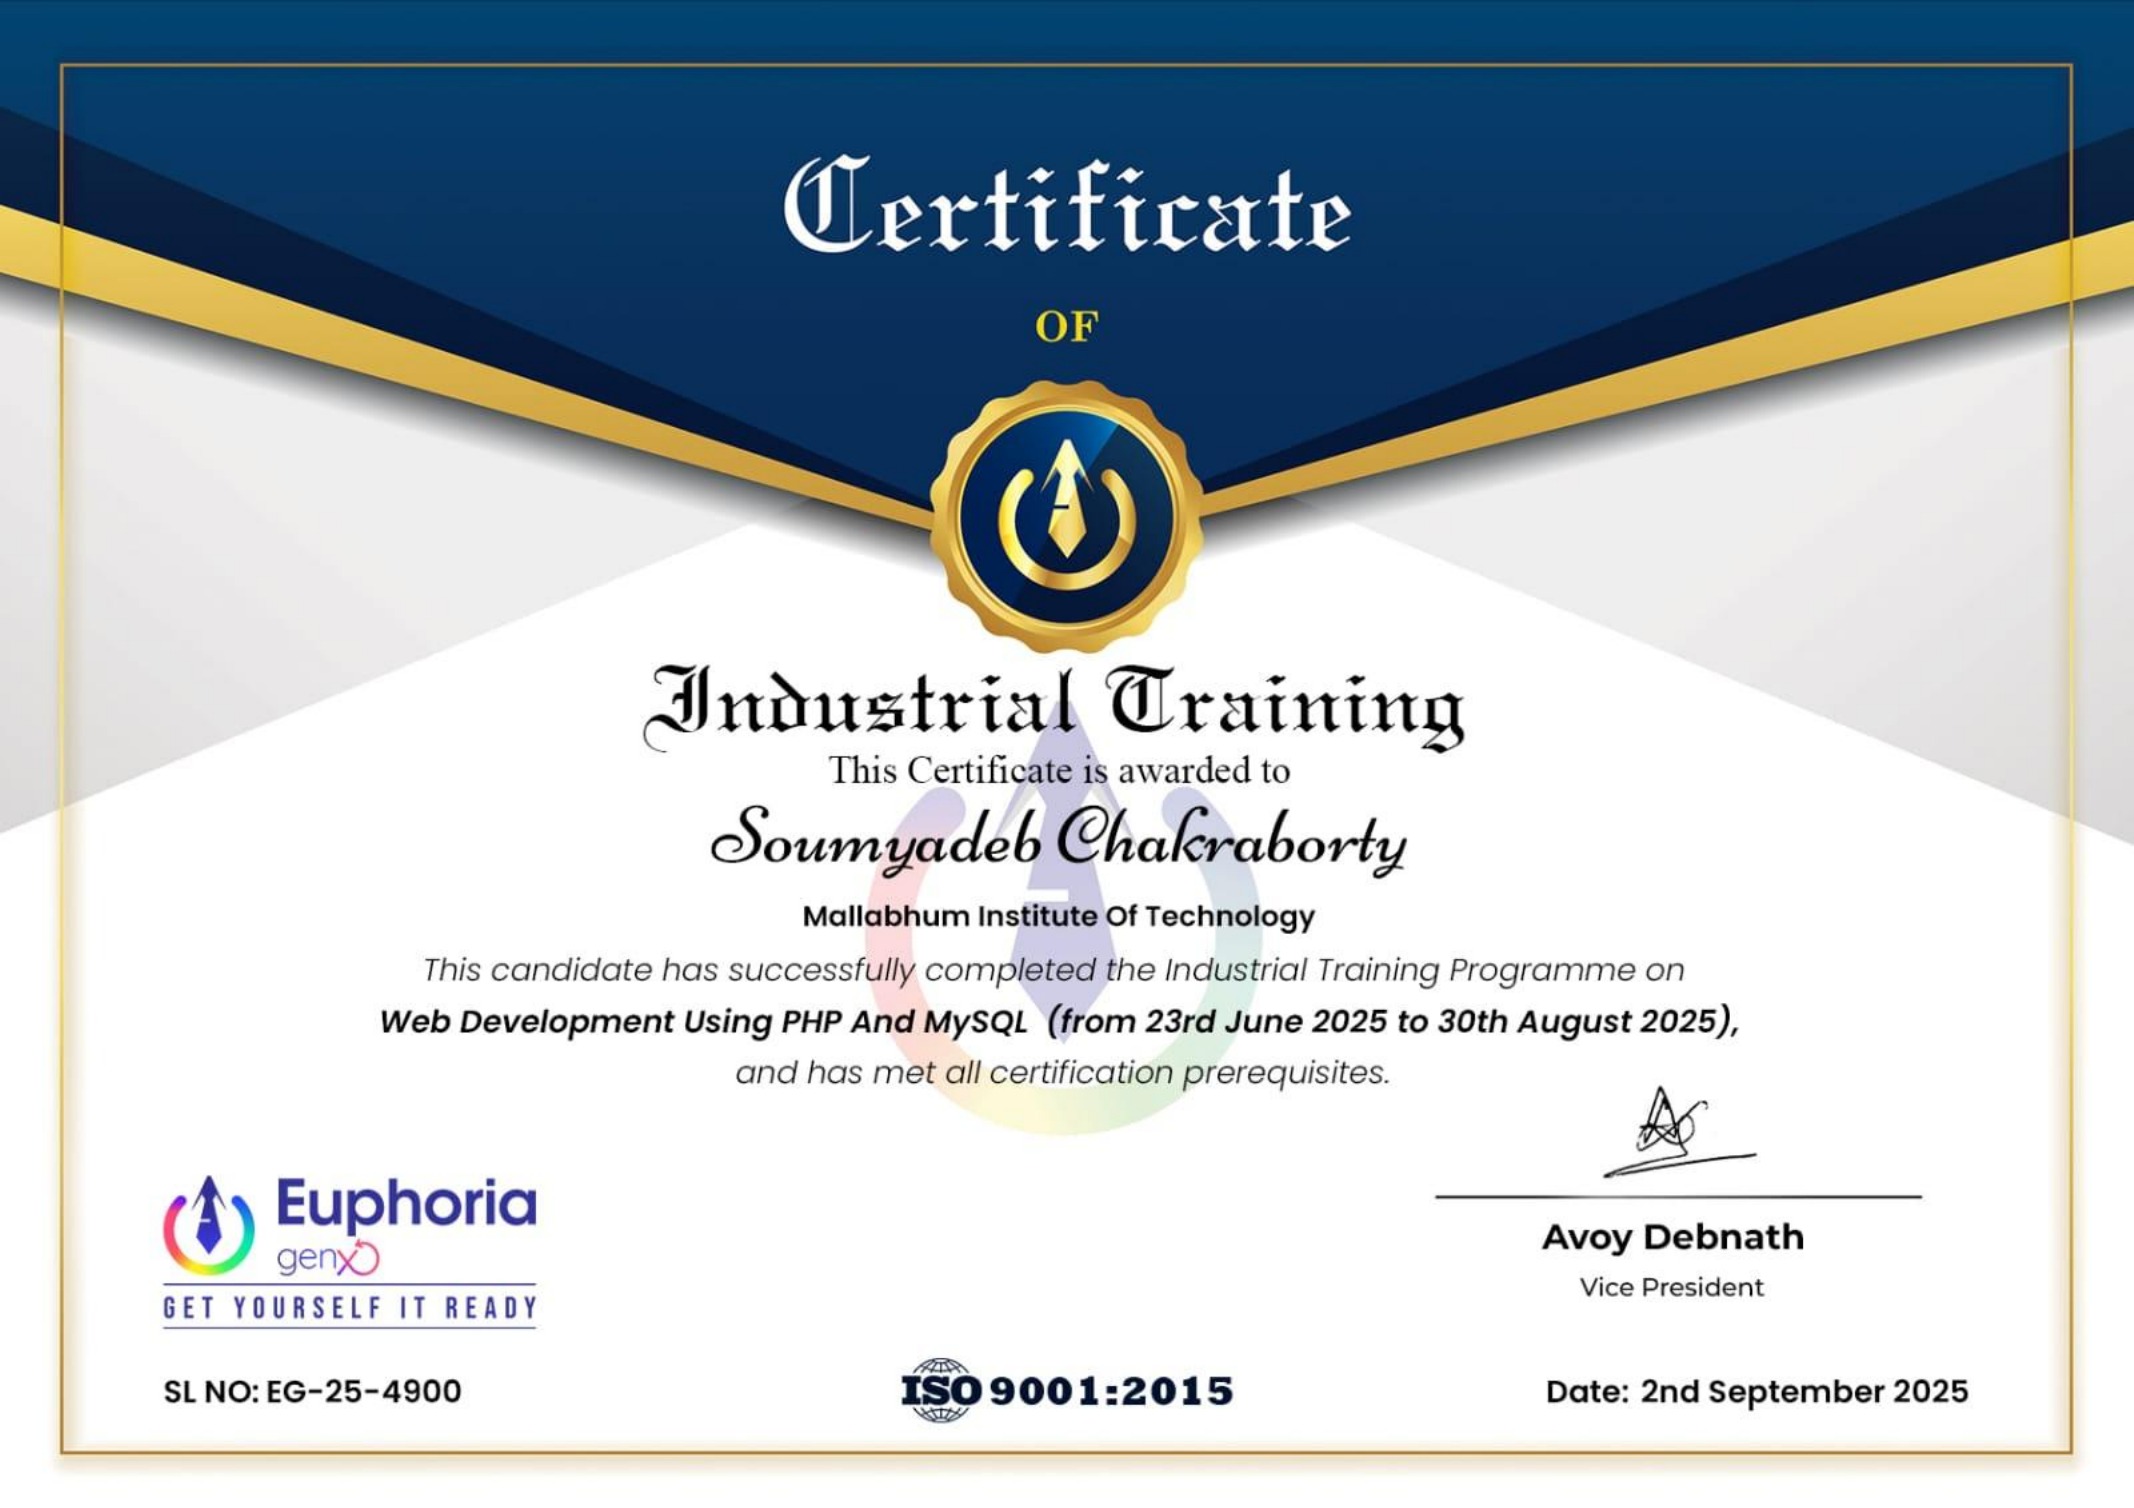 Certificate
OF
Industrial Training
This Certificate is awarded to
Soumyadeb Chakraborty
Mallabhum Institute Of Technology
This candidate has successfully completed the Industrial Training Programme on
Web Development Using PHP And MySQL (from 23rd June 2025 to 30th August 2025),
and has met all certification prerequisites.
Euphoria
genx
GET YOURSELF IT READY
Avoy Debnath
Vice President
SL NO: EG-25-4900
ISO 9001:2015
Date: 2nd September 2025